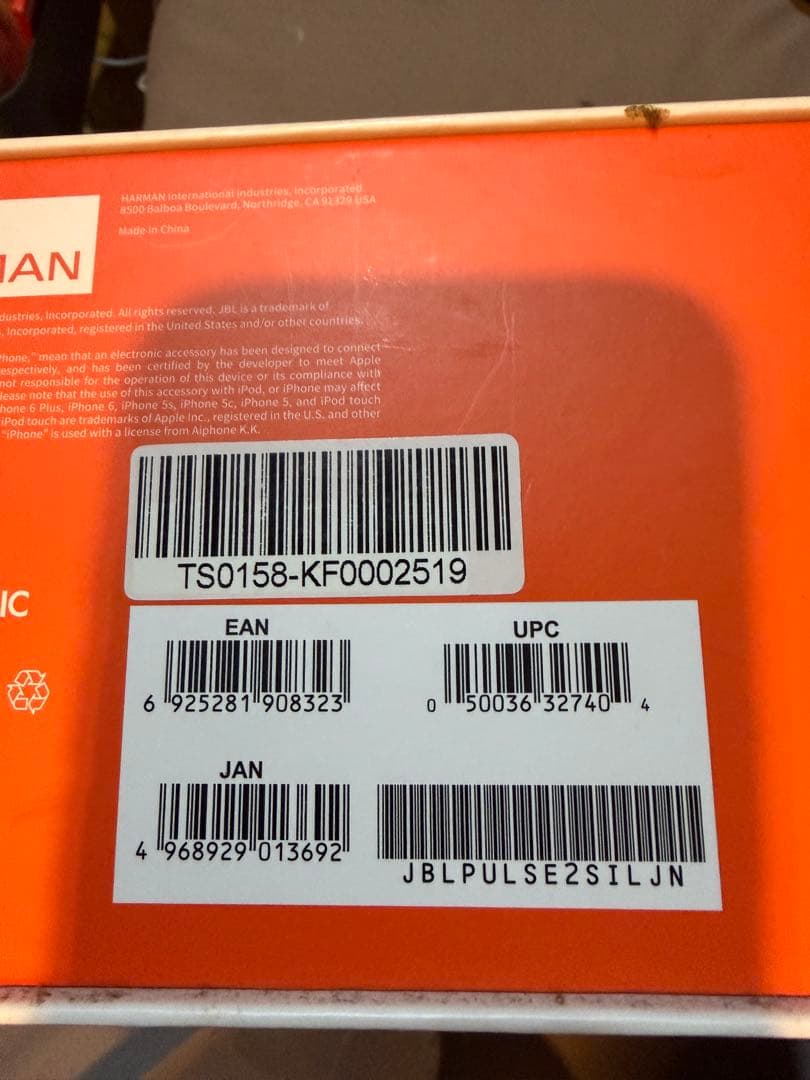 HARMAN International Industries, Incorporated
8500 Balboa Boulevard, Northridge, CA 91329 USA
Made in China
MAN
dustries, Incorporated. All rights reserved. JBL is a trademark of
, Incorporated, registered in the United States and/or other countries.
Phone," mean that an electronic accessory has been designed to connect
espectively, and has been certified by the developer to meet Apple
not responsible for the operation of this device or its compliance with
lease note that the use of this accessory with iPod, or iPhone may affect
hone 6 Plus, iPhone 6, iPhone 5s, iPhone 5c, iPhone 5, and iPod touch
iPod touch are trademarks of Apple Inc., registered in the U.S. and other
"iPhone" is used with a license from Aiphone K.K.
TS0158-KF0002519
IC
EAN
6 925281 908323
UPC
0 50036 32740 4
JAN
4 968929 013692
JBLPULSE2SILJN